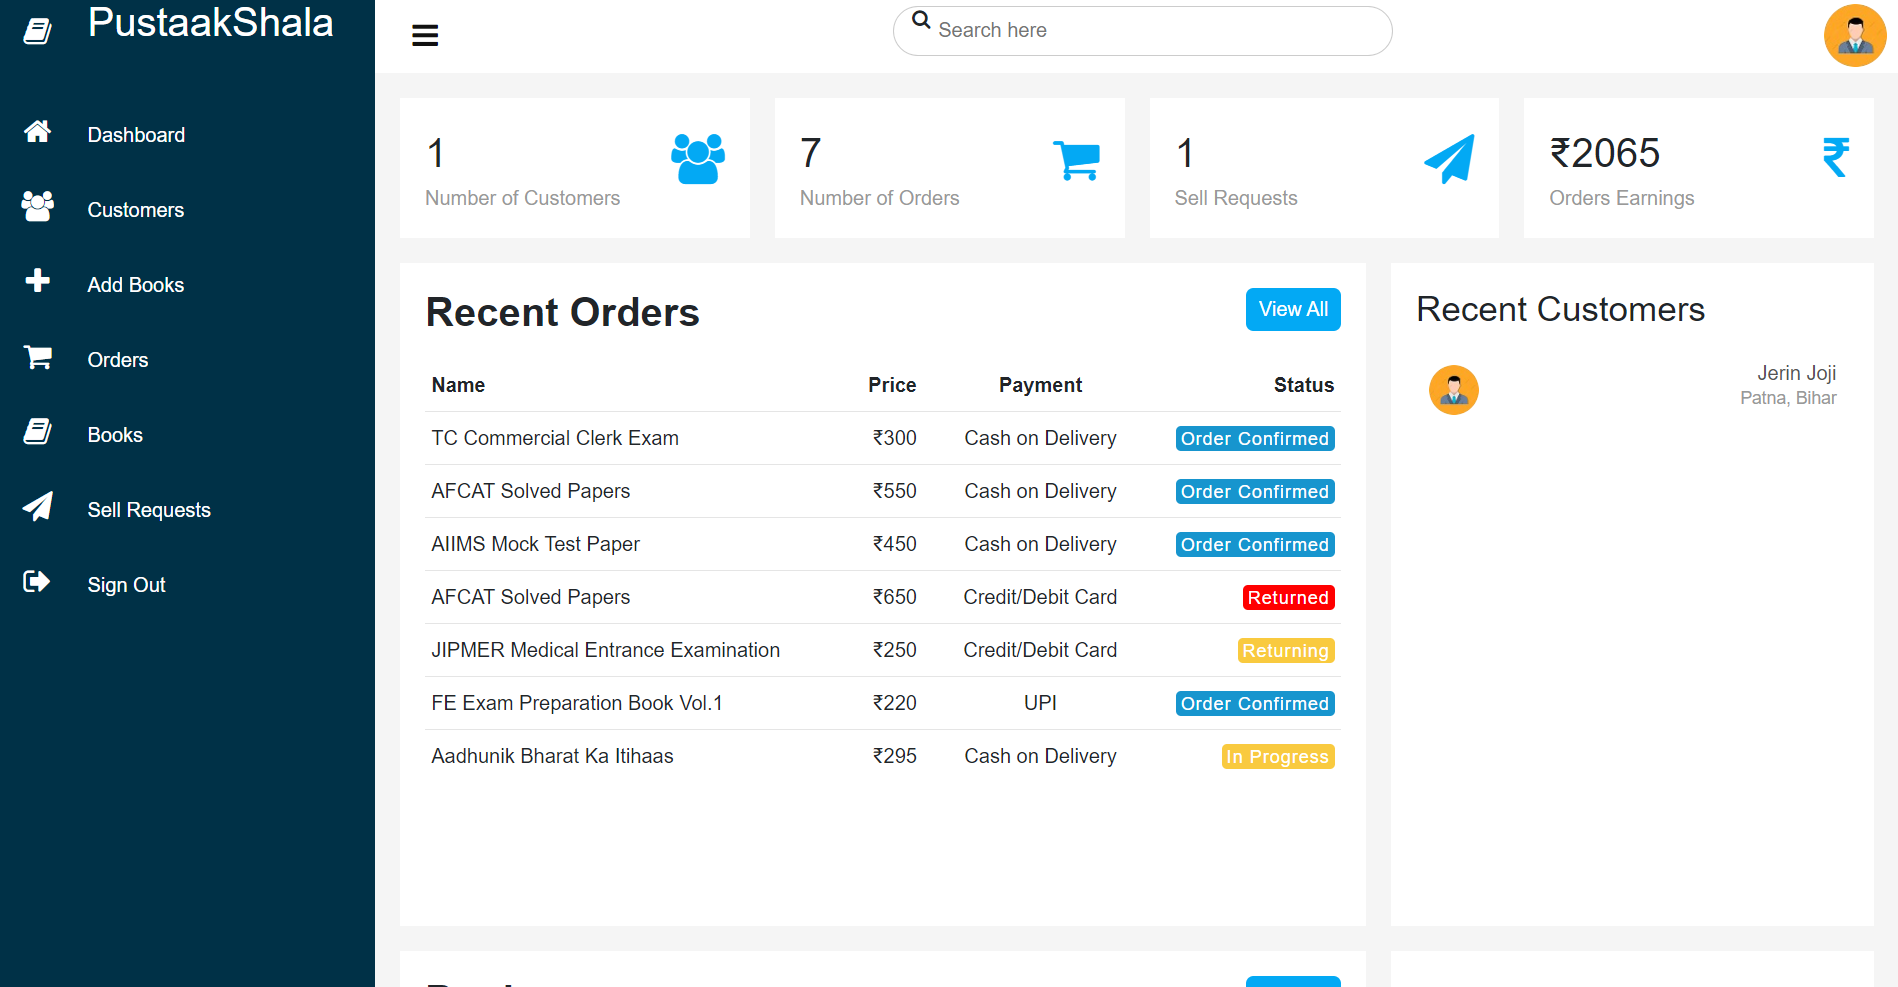 PustaakShala
Search here
Dashboard
Customers
Add Books
Orders
Books
Sell Requests
Sign Out
1
Number of Customers
7
Number of Orders
1
Sell Requests
₹2065
Orders Earnings
Recent Orders
View All
Name Price Payment Status
TC Commercial Clerk Exam ₹300 Cash on Delivery Order Confirmed
AFCAT Solved Papers ₹550 Cash on Delivery Order Confirmed
AIIMS Mock Test Paper ₹450 Cash on Delivery Order Confirmed
AFCAT Solved Papers ₹650 Credit/Debit Card Returned
JIPMER Medical Entrance Examination ₹250 Credit/Debit Card Returning
FE Exam Preparation Book Vol.1 ₹220 UPI Order Confirmed
Aadhunik Bharat Ka Itihaas ₹295 Cash on Delivery In Progress
Recent Customers
Jerin Joji
Patna, Bihar